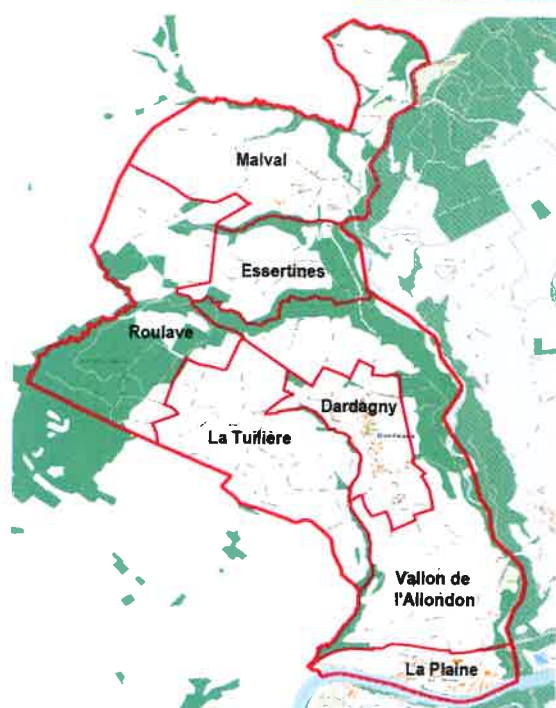 Malval
Essertines
Roulave
Dardagny
La Tuilière
Vallon de
l'Allondon
La Plaine